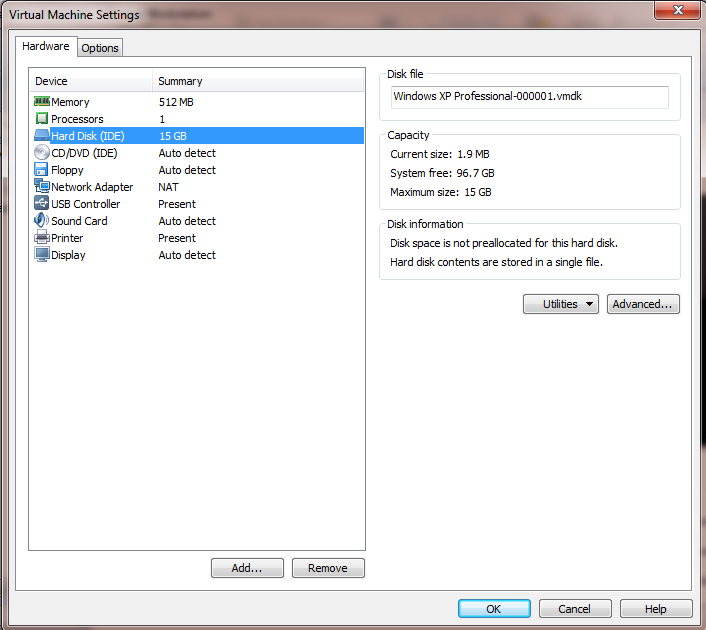 Virtual Machine Settings
Hardware
Options
Device Summary
Memory 512 MB
Processors 1
Hard Disk (IDE) 15 GB
CD/DVD (IDE) Auto detect
Floppy Auto detect
Network Adapter NAT
USB Controller Present
Sound Card Auto detect
Printer Present
Display Auto detect
Add...
Remove
Disk file
Windows XP Professional-000001.vmdk
Capacity
Current size: 1.9 MB
System free: 96.7 GB
Maximum size: 15 GB
Disk information
Disk space is not preallocated for this hard disk.
Hard disk contents are stored in a single file.
Utilities
Advanced...
OK
Cancel
Help